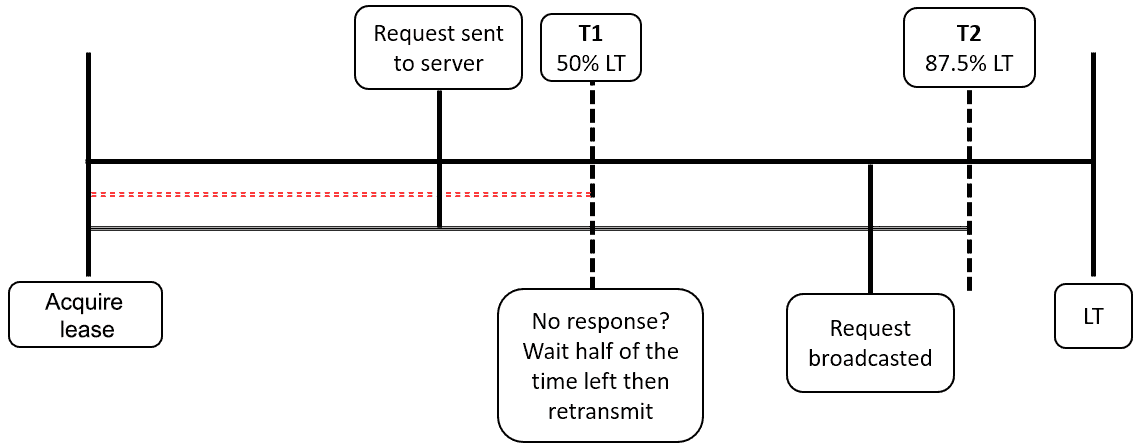 Request sent
to server
T1
50% LT
T2
87.5% LT
Acquire
lease
No response?
Wait half of the
time left then
retransmit
Request
broadcasted
LT